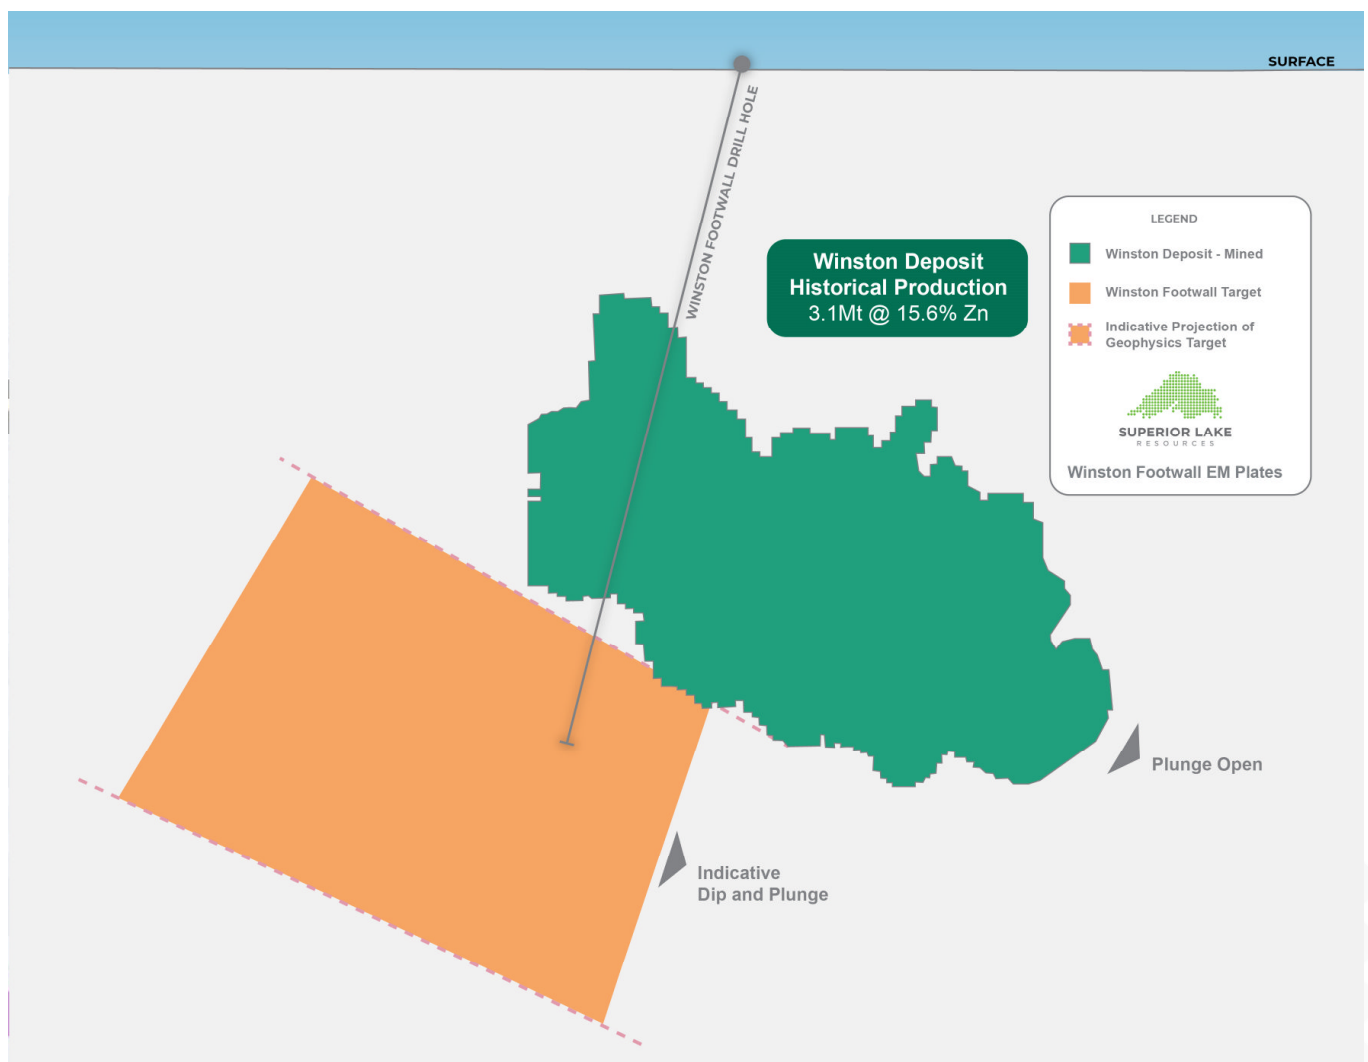 SURFACE
WINSTON FOOTWALL DRILL HOLE
Winston Deposit
Historical Production
3.1Mt @ 15.6% Zn
LEGEND
Winston Deposit - Mined
Winston Footwall Target
Indicative Projection of
Geophysics Target
SUPERIOR LAKE
RESOURCES
Winston Footwall EM Plates
Plunge Open
Indicative
Dip and Plunge